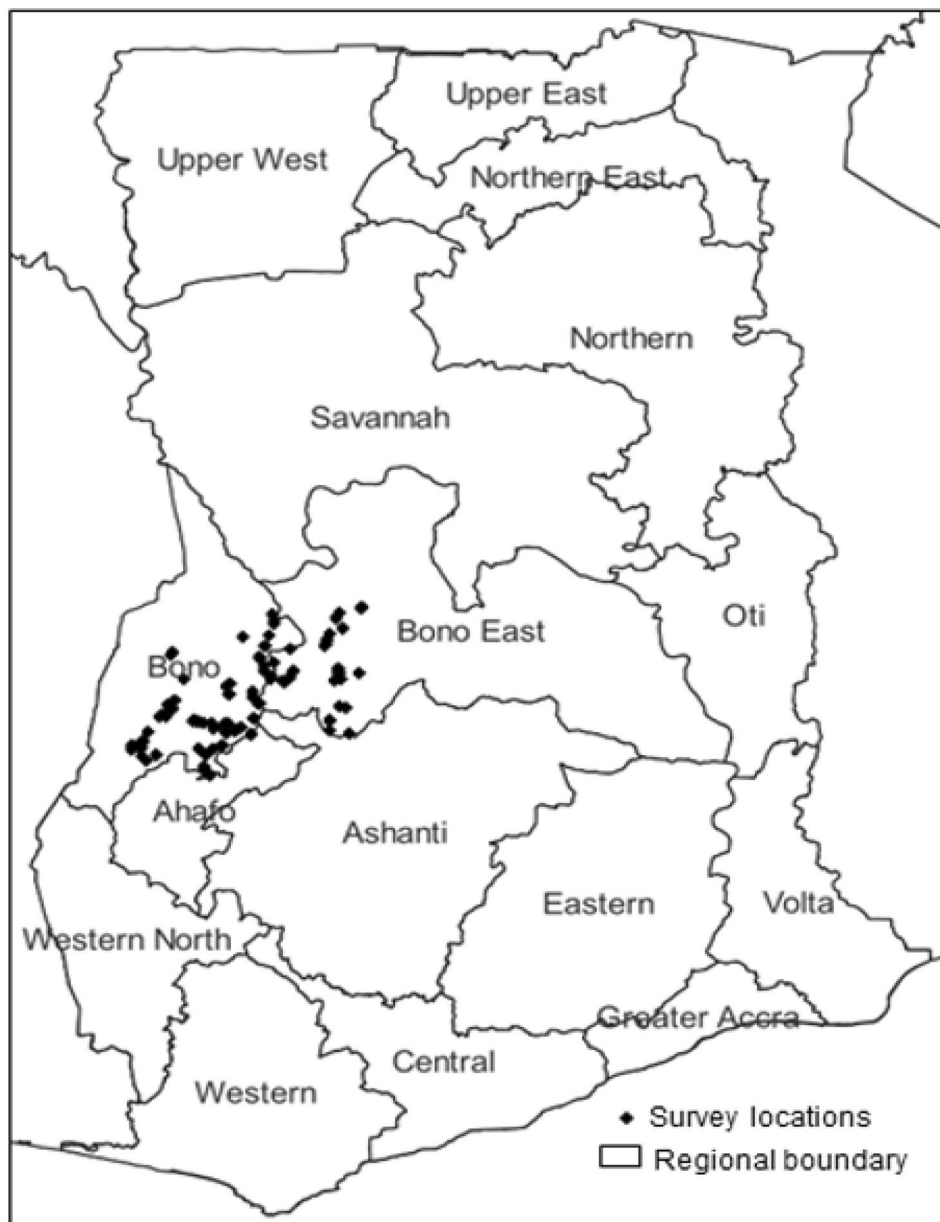 Upper East
Upper West
Northern East
Northern
Savannah
Oti
Bono East
Bono
Ahafo
Ashanti
Eastern
Volta
Western North
Greater Accra
Central
Western
Survey locations
Regional boundary